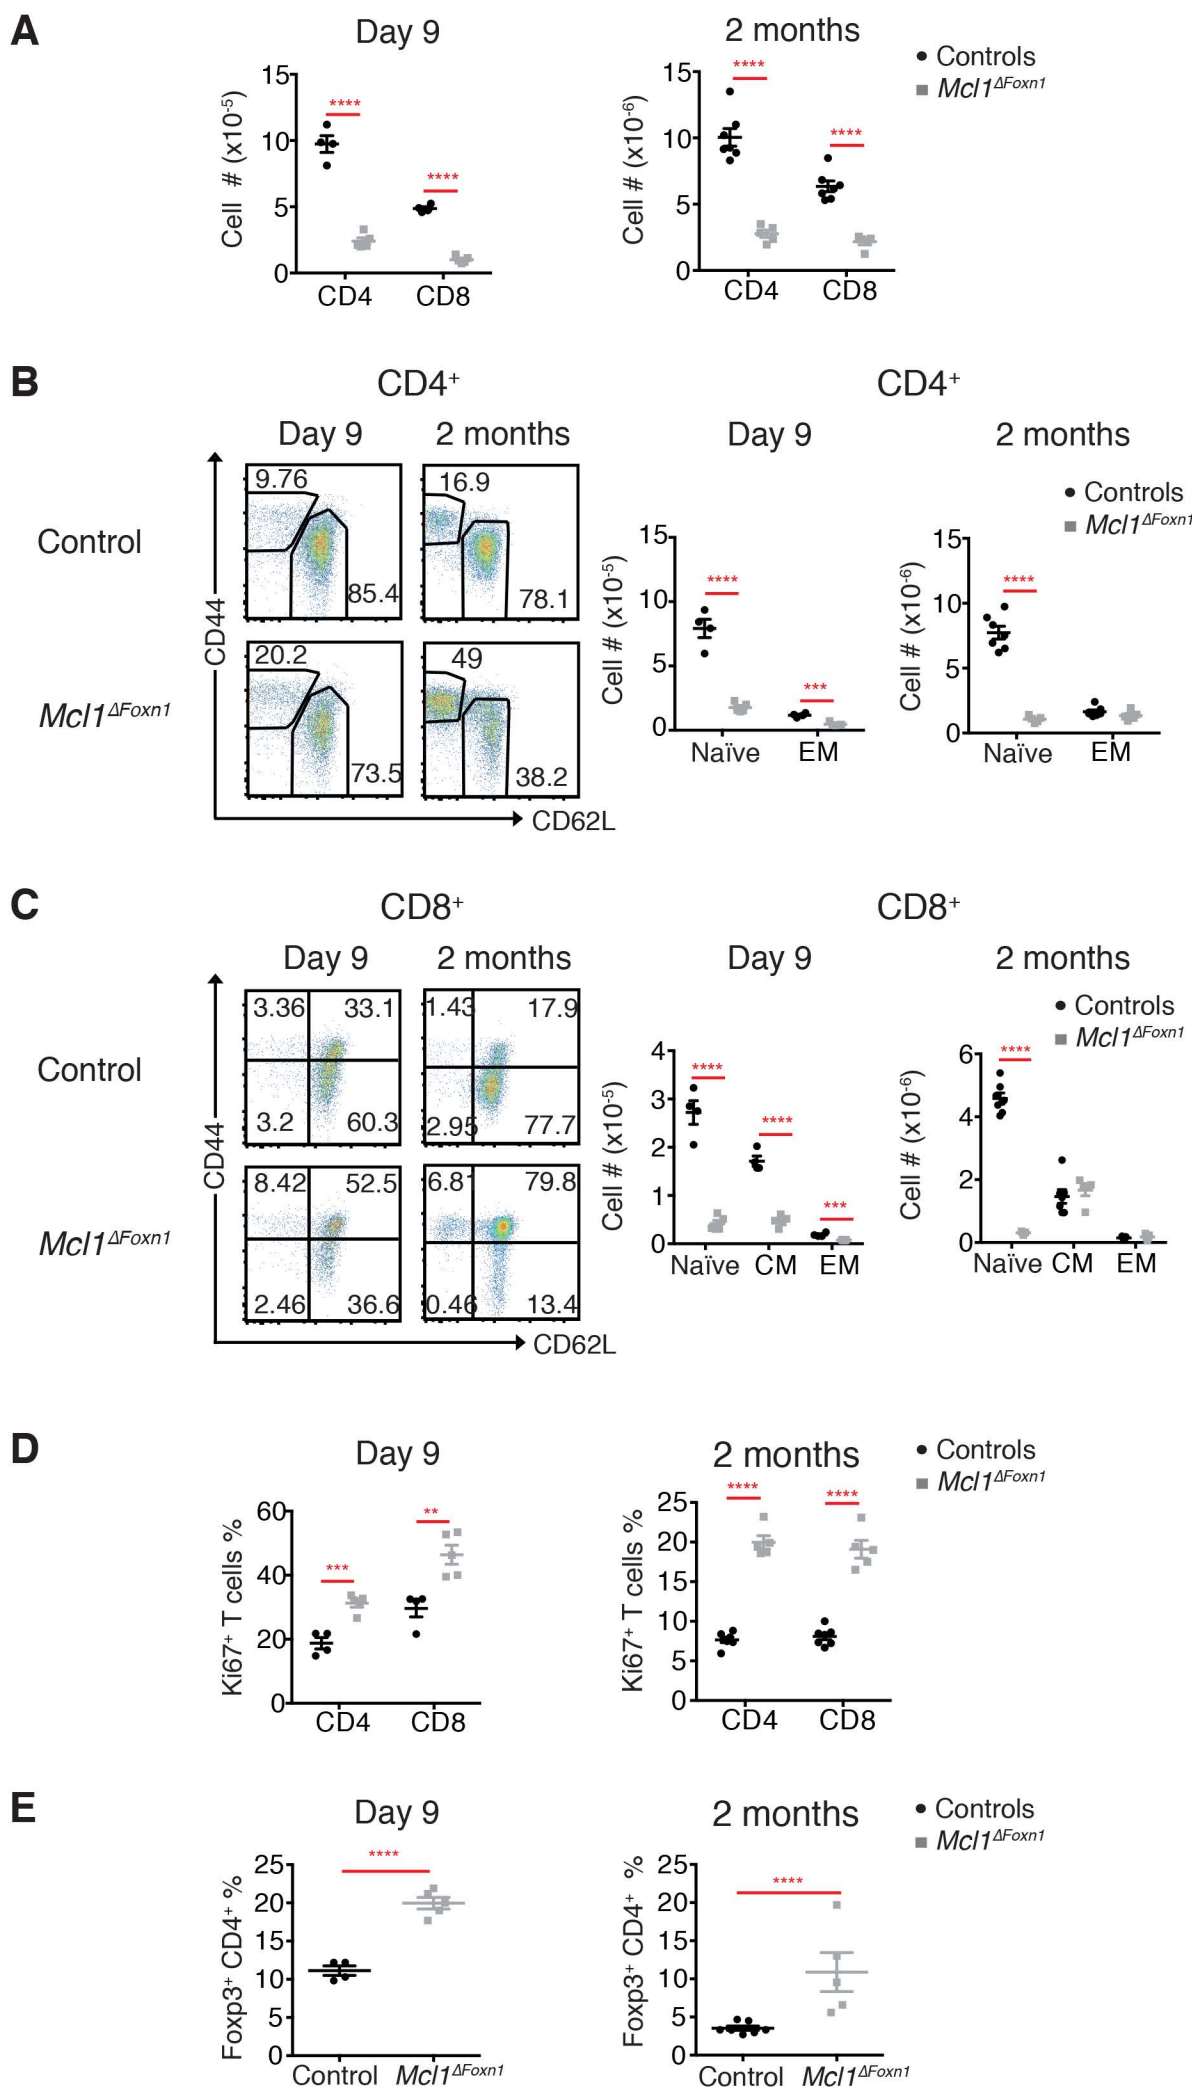 A
Day 9
2 months
Controls
Mcl1ΔFoxn1
Cell # (x10-5)
15
10
5
0
****
****
CD4
CD8
Cell # (x10-6)
15
10
5
0
****
****
CD4
CD8
B
CD4+
CD4+
Day 9
2 months
Day 9
2 months
Controls
Mcl1ΔFoxn1
Control
Mcl1ΔFoxn1
CD44
9.76
85.4
16.9
78.1
20.2
73.5
49
38.2
CD62L
Cell # (x10-5)
15
10
5
0
****
***
Naïve
EM
Cell # (x10-6)
15
10
5
0
****
Naïve
EM
C
CD8+
CD8+
Day 9
2 months
Day 9
2 months
Controls
Mcl1ΔFoxn1
Control
Mcl1ΔFoxn1
CD44
3.36
33.1
3.2
60.3
1.43
17.9
2.95
77.7
8.42
52.5
2.46
36.6
6.81
79.8
0.46
13.4
CD62L
Cell # (x10-5)
4
3
2
1
0
****
****
***
Naïve
CM
EM
Cell # (x10-6)
6
4
2
0
****
Naïve
CM
EM
D
Day 9
2 months
Controls
Mcl1ΔFoxn1
Ki67+ T cells %
60
40
20
0
***
**
CD4
CD8
Ki67+ T cells %
25
20
15
10
5
0
****
****
CD4
CD8
E
Day 9
2 months
Controls
Mcl1ΔFoxn1
Foxp3+ CD4+ %
25
20
15
10
5
0
****
Control
Mcl1ΔFoxn1
Foxp3+ CD4+ %
25
20
15
10
5
0
****
Control
Mcl1ΔFoxn1